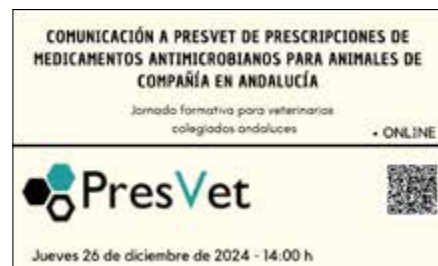 COMUNICACIÓN A PRESVET DE PRESCRIPCIONES DE
MEDICAMENTOS ANTIMICROBIANOS PARA ANIMALES DE
COMPAÑÍA EN ANDALUCÍA
Jornada formativa para veterinarios
colegiados andaluces
• ONLINE
PresVet
Jueves 26 de diciembre de 2024 - 14:00 h